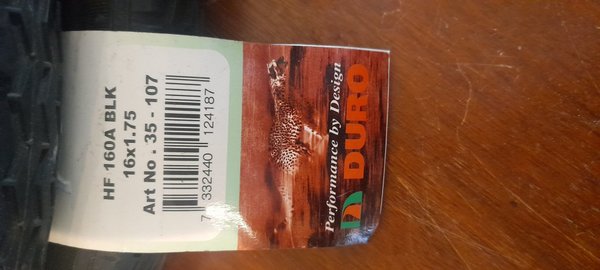 HF 160A BLK
16x1.75
Art No . 35 - 107
7 332440 124187
Performance by Design
DURO